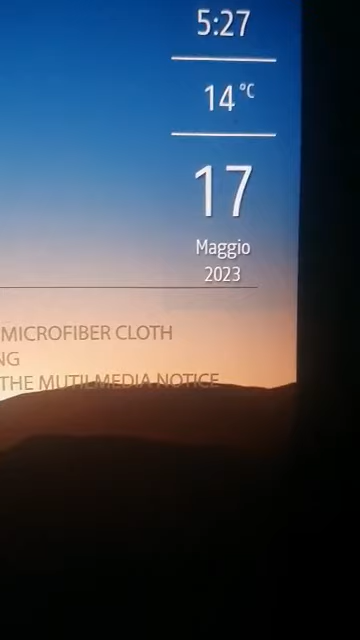 5:27
14°C
17
Maggio
2023
MICROFIBER CLOTH
NG
THE MUTILMEDIA NOTICE